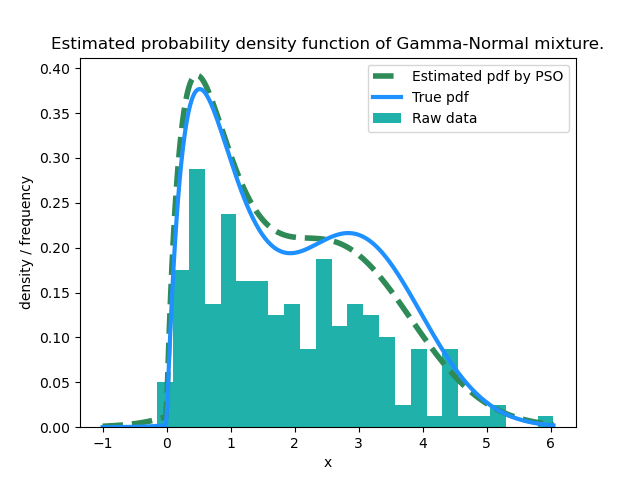 Estimated probability density function of Gamma-Normal mixture.
Estimated pdf by PSO
True pdf
Raw data
density / frequency
0.40
0.35
0.30
0.25
0.20
0.15
0.10
0.05
0.00
−1 0 1 2 3 4 5 6
x